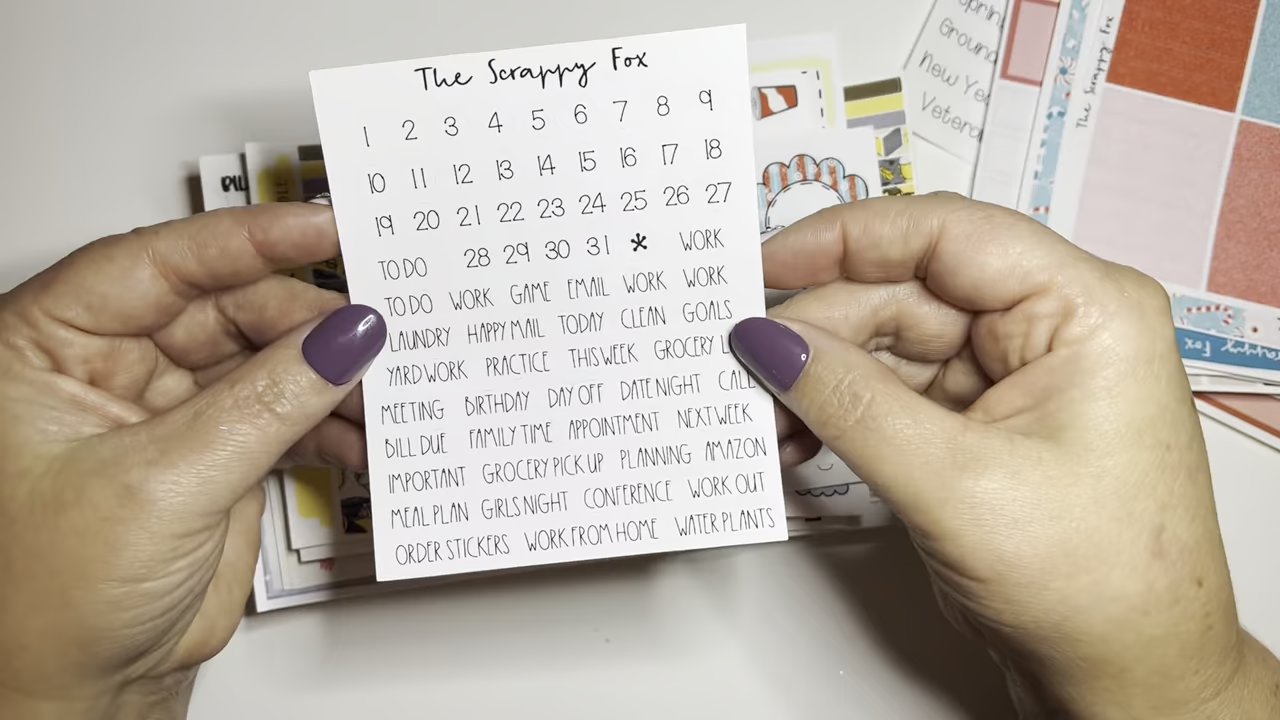 The Scrappy Fox
1 2 3 4 5 6 7 8 9
10 11 12 13 14 15 16 17 18
19 20 21 22 23 24 25 26 27
TO DO 28 29 30 31 * WORK
TO DO WORK GAME EMAIL WORK WORK
LAUNDRY HAPPY MAIL TODAY CLEAN GOALS
YARDWORK PRACTICE THIS WEEK GROCERY
MEETING BIRTHDAY DAY OFF DATE NIGHT CALL
BILL DUE FAMILY TIME APPOINTMENT NEXT WEEK
IMPORTANT GROCERY PICK UP PLANNING AMAZON
MEAL PLAN GIRLS NIGHT CONFERENCE WORK OUT
ORDER STICKERS WORK FROM HOME WATER PLANTS
New
The Scrappy Fox
Scrappy Fox